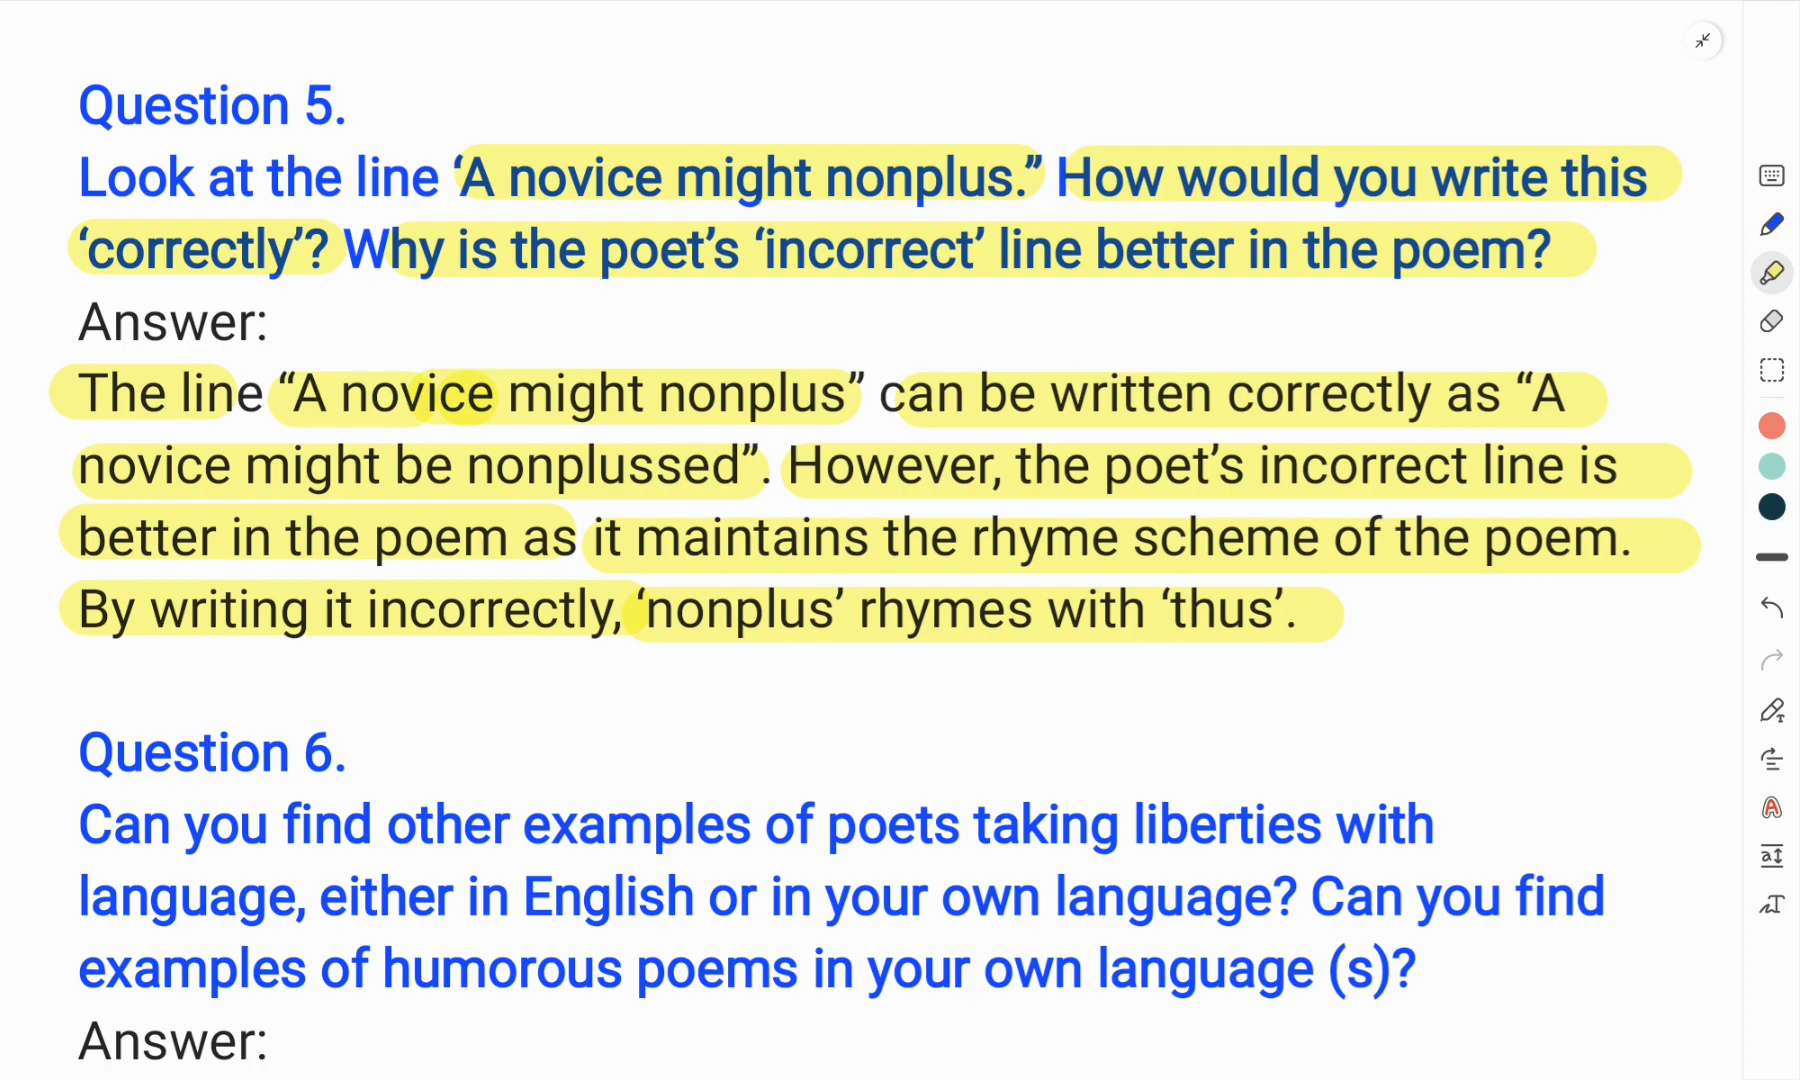 Question 5.
Look at the line ‘A novice might nonplus.” How would you write this
‘correctly’? Why is the poet’s ‘incorrect’ line better in the poem?
Answer:
The line “A novice might nonplus” can be written correctly as “A
novice might be nonplussed”. However, the poet’s incorrect line is
better in the poem as it maintains the rhyme scheme of the poem.
By writing it incorrectly, ‘nonplus’ rhymes with ‘thus’.
Question 6.
Can you find other examples of poets taking liberties with
language, either in English or in your own language? Can you find
examples of humorous poems in your own language (s)?
Answer: